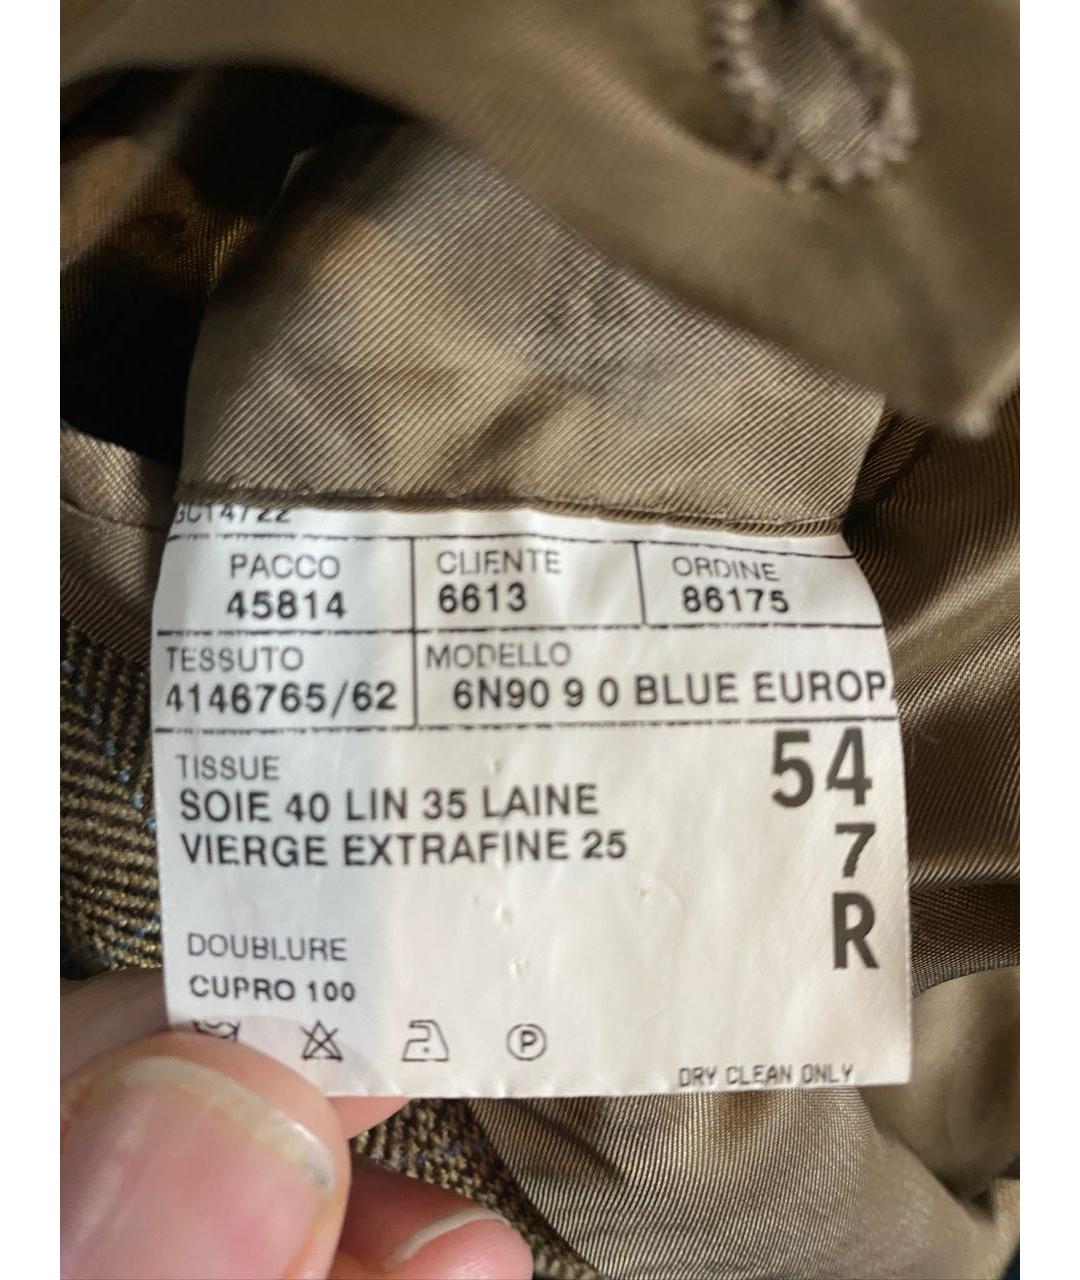 PACCO CLIENTE ORDINE
45814 6613 86175
TESSUTO MODELLO
4146765/62 6N90 9 0 BLUE EUROP
TISSUE
SOIE 40 LIN 35 LAINE
VIERGE EXTRAFINE 25
54
7
R
DOUBLURE
CUPRO 100
P
DRY CLEAN ONLY